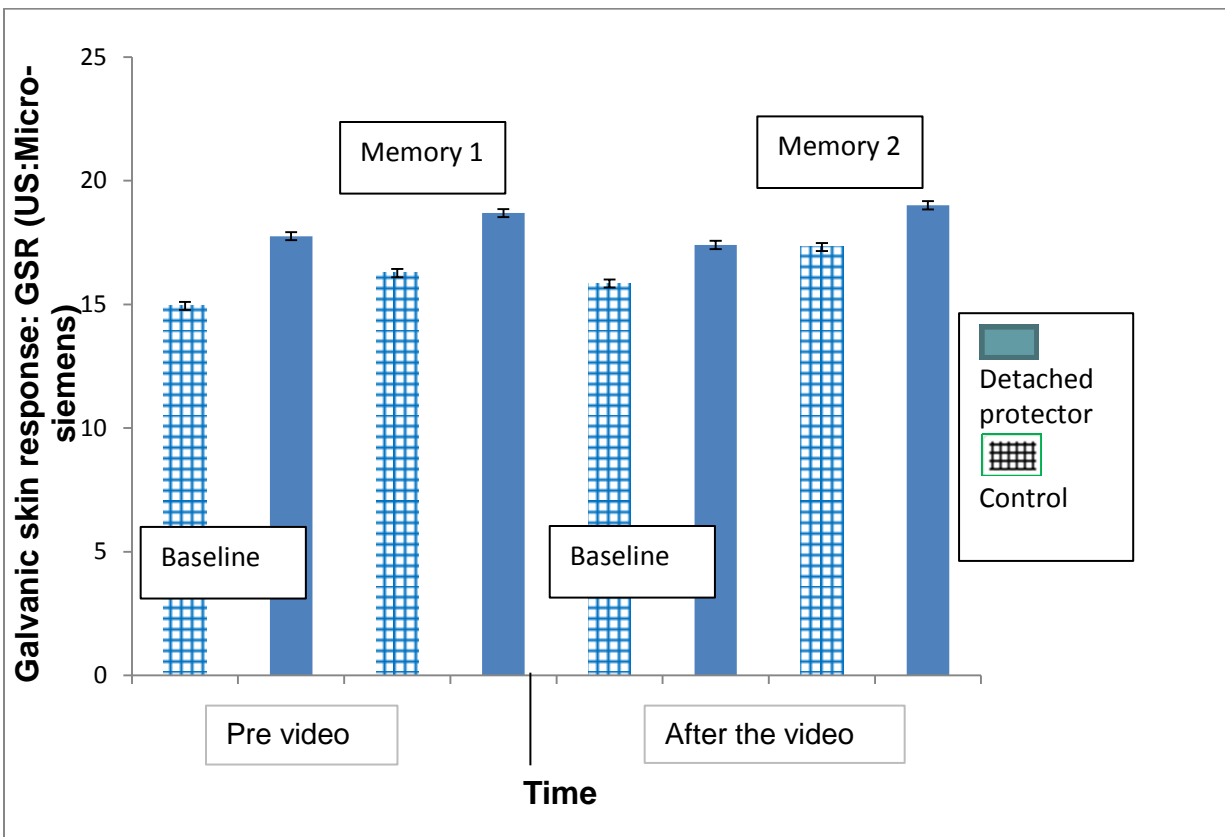 Galvanic skin response: GSR (US:Micro-
siemens)
25
20
15
10
5
0
Memory 1
Memory 2
Baseline
Baseline
Detached
protector
Control
Pre video
After the video
Time